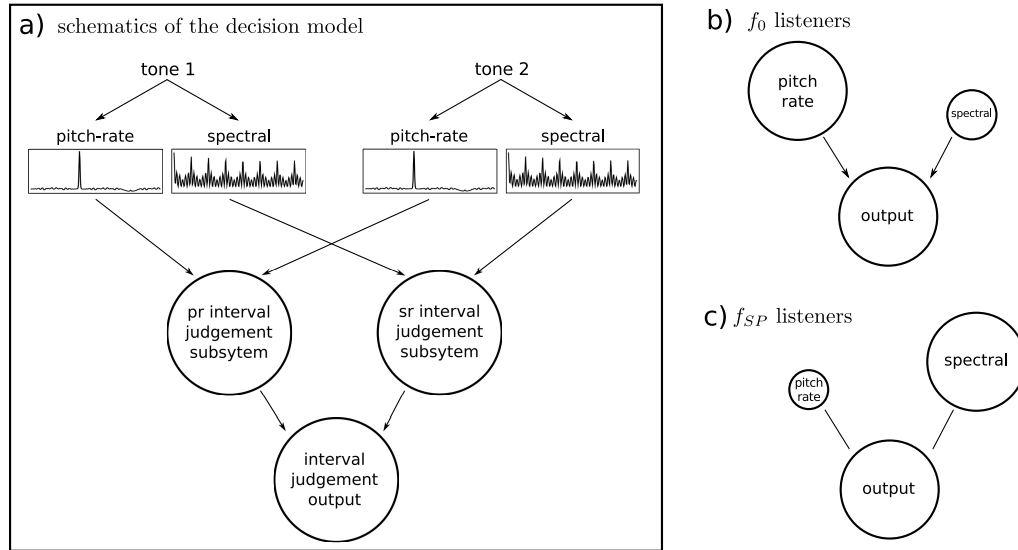 a) schematics of the decision model
tone 1
tone 2
pitch-rate
spectral
pitch-rate
spectral
pr interval
judgement
subsytem
sr interval
judgement
subsytem
interval
judgement
output
b) f₀ listeners
pitch
rate
spectral
output
c) f_SP listeners
pitch
rate
spectral
output